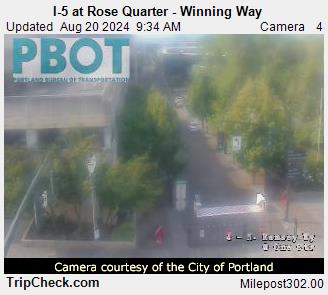 I-5 at Rose Quarter - Winning Way
Updated Aug 20 2024 9:34 AM Camera 4
PBOT
PORTLAND BUREAU OF TRANSPORTATION
Camera courtesy of the City of Portland
TripCheck.com Milepost302.00